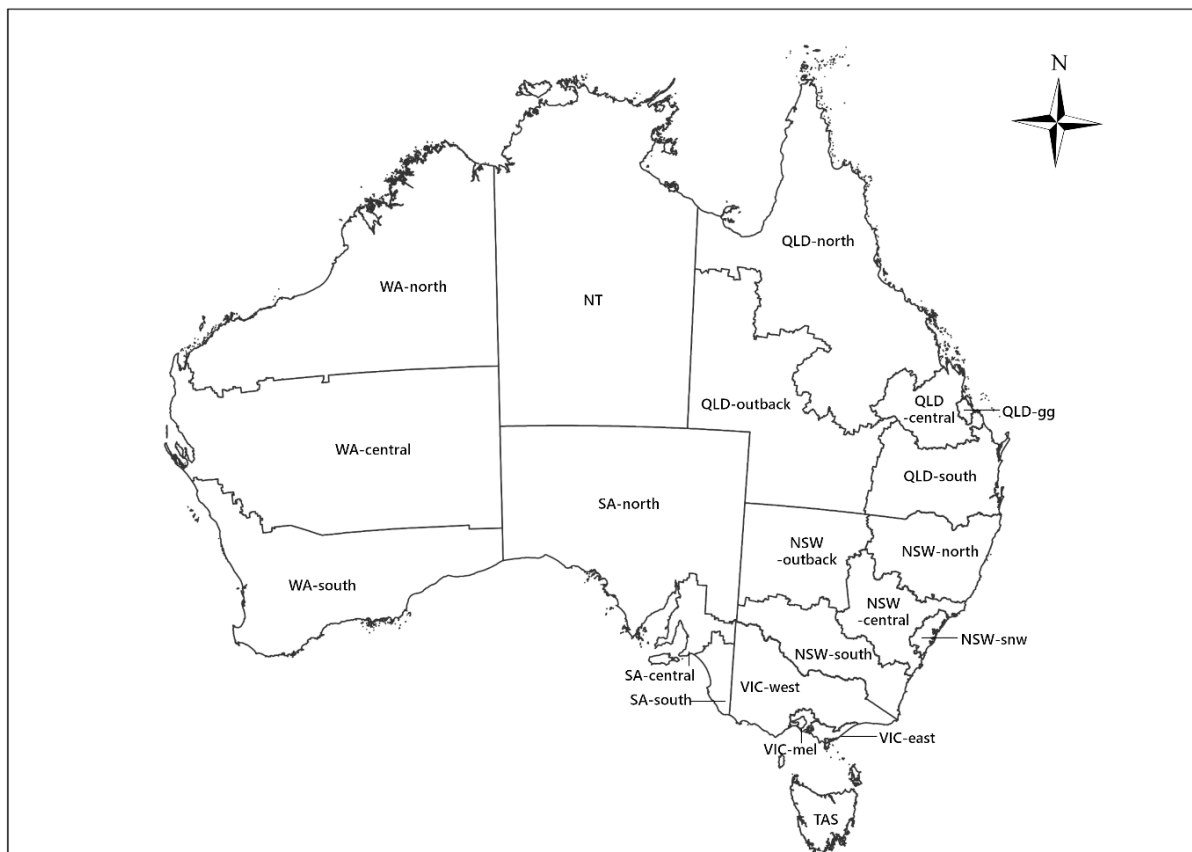 N
QLD-north
WA-north
NT
QLD-outback
QLD
-central
QLD-gg
WA-central
QLD-south
SA-north
NSW
-outback
NSW-north
WA-south
NSW
-central
NSW-snw
NSW-south
SA-central
VIC-west
SA-south
VIC-east
VIC-mel
TAS